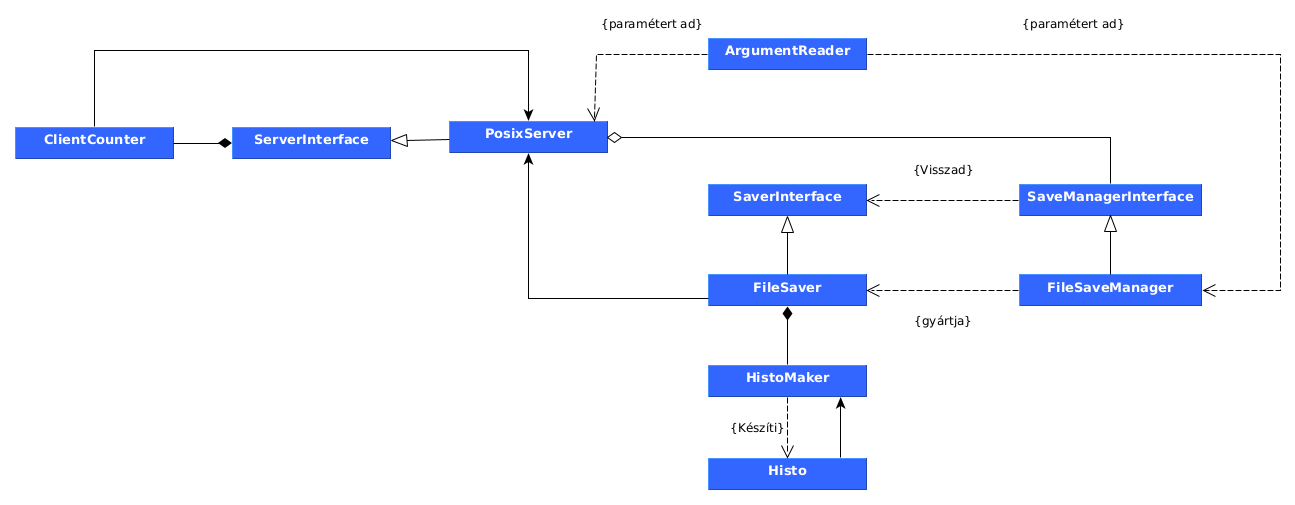 {paramétert ad}
{paramétert ad}
ArgumentReader
ClientCounter
ServerInterface
PosixServer
{Visszad}
SaverInterface
SaveManagerInterface
FileSaver
FileSaveManager
{gyártja}
HistoMaker
{Készíti}
Histo